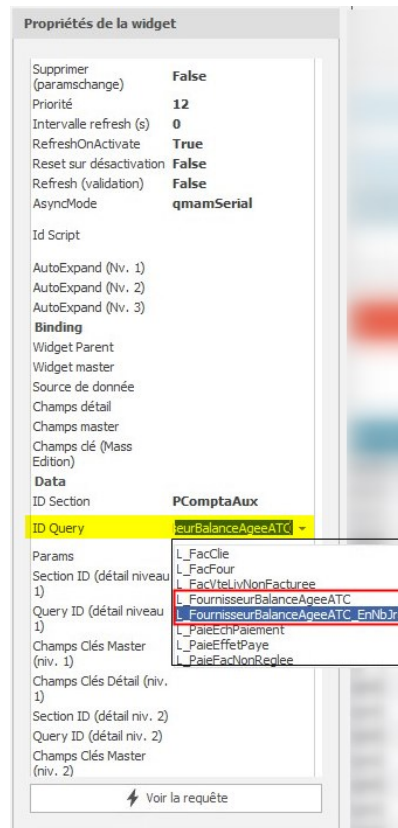 Propriétés de la widget
Supprimer
(paramschange) False
Priorité 12
Intervalle refresh (s) 0
RefreshOnActivate True
Reset sur désactivation False
Refresh (validation) False
AsyncMode qmamSerial
Id Script
AutoExpand (Nv. 1)
AutoExpand (Nv. 2)
AutoExpand (Nv. 3)
Binding
Widget Parent
Widget master
Source de donnée
Champs détail
Champs master
Champs clé (Mass
Edition)
Data
ID Section PComptaAux
ID Query seurBalanceAgeeATC
Params
Section ID (détail niveau
1)
Query ID (détail niveau
1)
Champs Clés Master
(niv. 1)
Champs Clés Détail (niv.
1)
Section ID (détail niv. 2)
Query ID (détail niv. 2)
Champs Clés Master
(niv. 2)
L_FacClie
L_FacFour
L_FacVteLivNonFacturee
L_FournisseurBalanceAgeeATC
L_FournisseurBalanceAgeeATC_EnNbJr
L_PaieEchPaiement
L_PaieEffetPaye
L_PaieFacNonReglee
Voir la requête